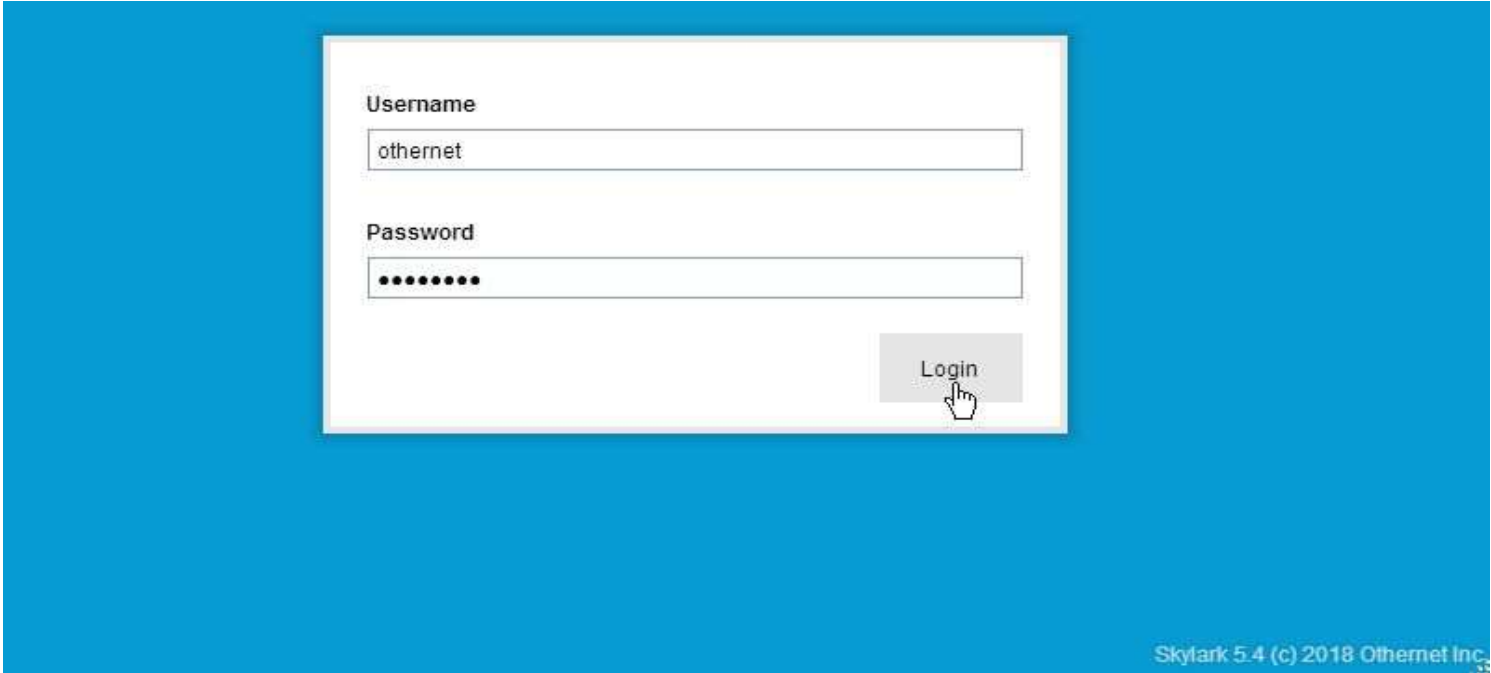 Username
othernet
Password
••••••••
Login
Skylark 5.4 (c) 2018 Othernet Inc